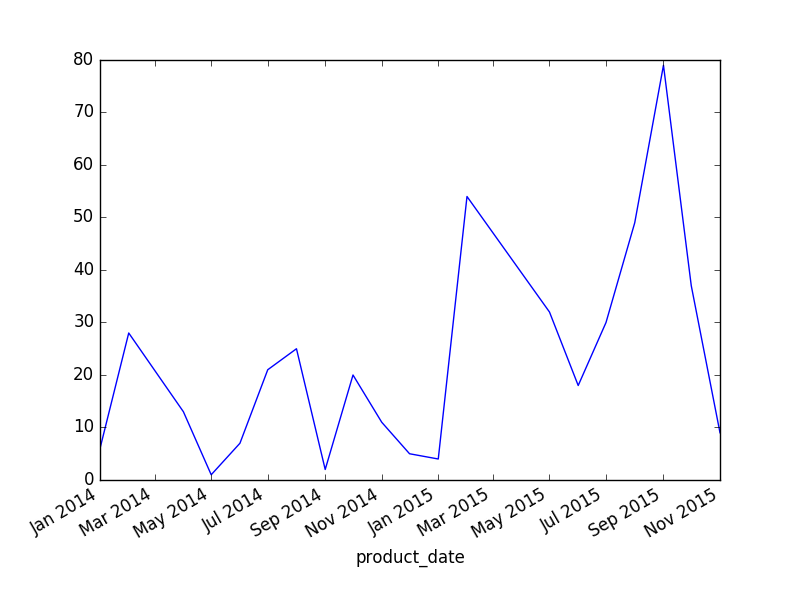 80
70
60
50
40
30
20
10
0
Jan 2014
Mar 2014
May 2014
Jul 2014
Sep 2014
Nov 2014
Jan 2015
Mar 2015
May 2015
Jul 2015
Sep 2015
Nov 2015
product_date